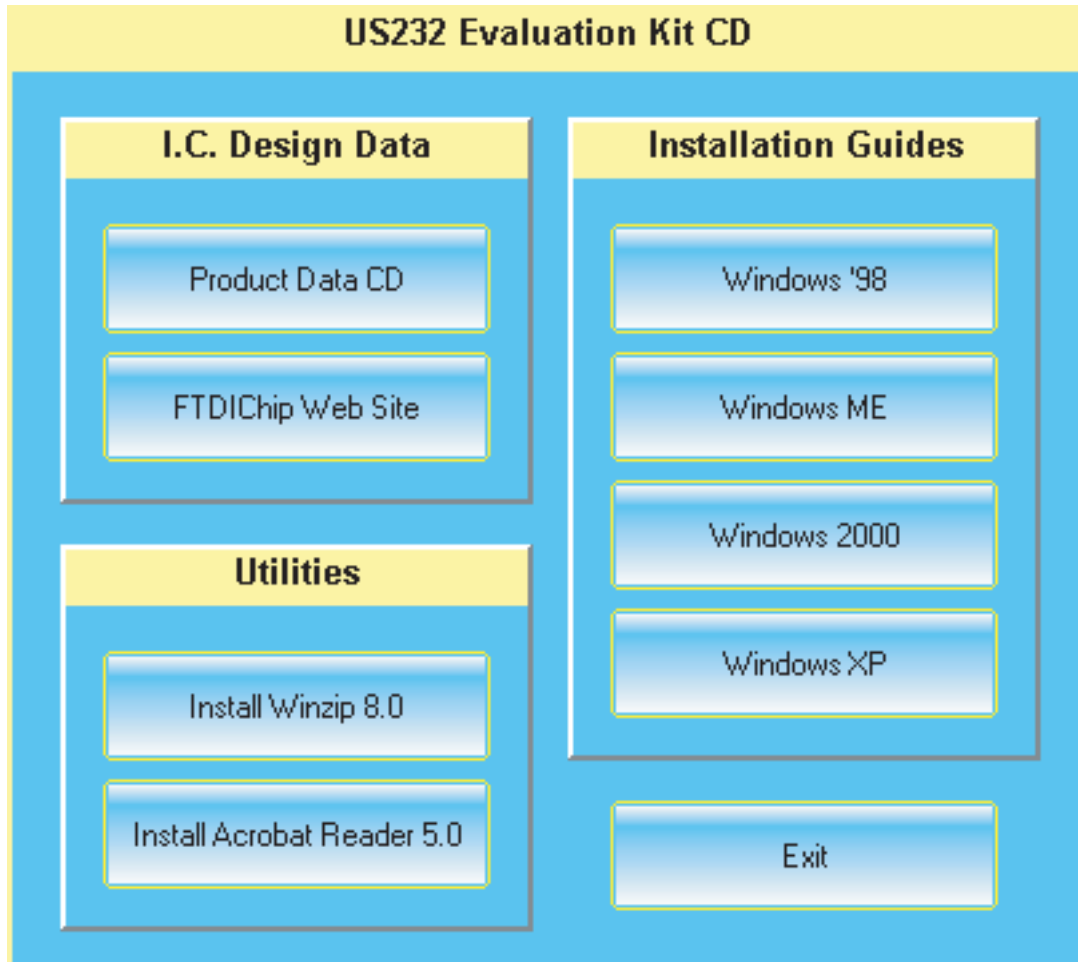 US232 Evaluation Kit CD
I.C. Design Data
Product Data CD
FTDIChip Web Site
Utilities
Install Winzip 8.0
Install Acrobat Reader 5.0
Installation Guides
Windows '98
Windows ME
Windows 2000
Windows XP
Exit